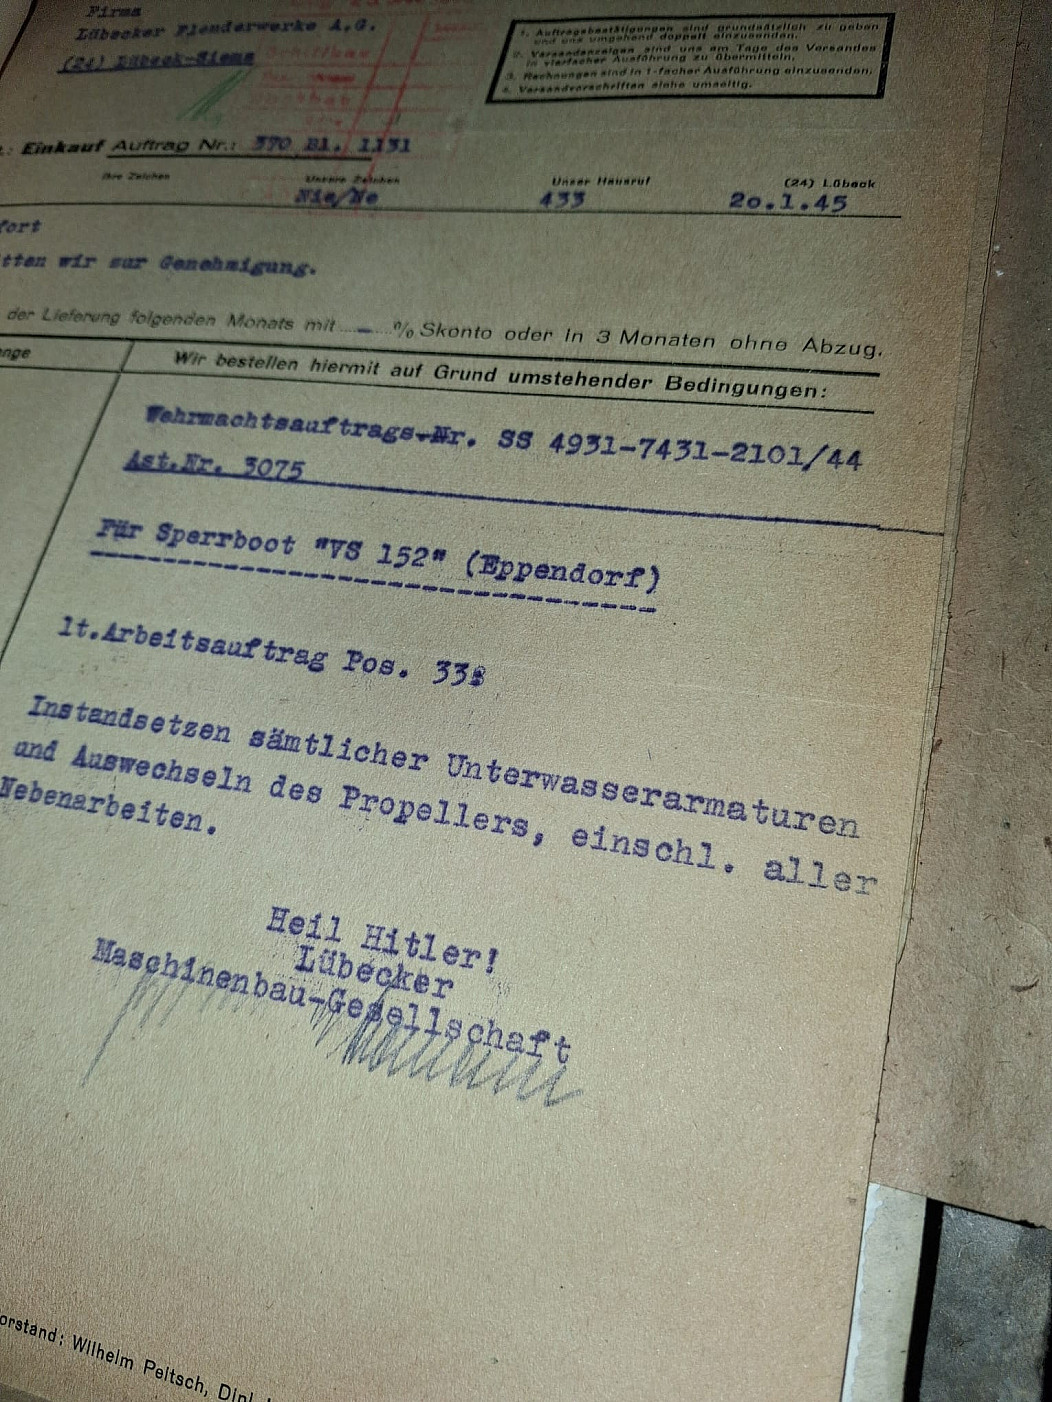 Firma
Lübecker Flenderwerke A.G.
(24) Lübeck-Siems
1. Auftragsbestätigungen sind grundsätzlich zu geben
und uns umgehend doppelt einzusenden.
2. Versandanzeigen sind uns am Tage des Versandes
in vierfacher Ausführung zu übermitteln.
3. Rechnungen sind in 1-facher Ausführung einzusenden.
4. Versandvorschriften siehe umseitig.
Einkauf Auftrag Nr.: 370 Bl. 1131
Ihre Zeichen Unsere Zeichen Unser Hausruf (24) Lübeck
Nie/Ne 433 20.1.45
fort
tten wir zur Genehmigung.
der Lieferung folgenden Monats mit - % Skonto oder in 3 Monaten ohne Abzug.
nge Wir bestellen hiermit auf Grund umstehender Bedingungen:
Wehrmachtsauftrags-Nr. SS 4931-7431-2101/44
Ast.Nr. 3075
Für Sperrboot "VS 152" (Eppendorf)
lt.Arbeitsauftrag Pos. 33:
Instandsetzen sämtlicher Unterwasserarmaturen
und Auswechseln des Propellers, einschl. aller
Nebenarbeiten.
Heil Hitler!
Lübecker
Maschinenbau-Gesellschaft
orstand: Wilhelm Peitsch, Dipl.